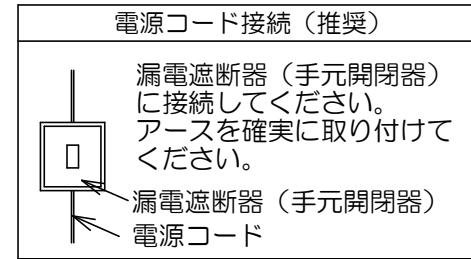 電源コード接続（推奨）
漏電遮断器（手元開閉器）
に接続してください。
アースを確実に取り付けて
ください。
漏電遮断器（手元開閉器）
電源コード